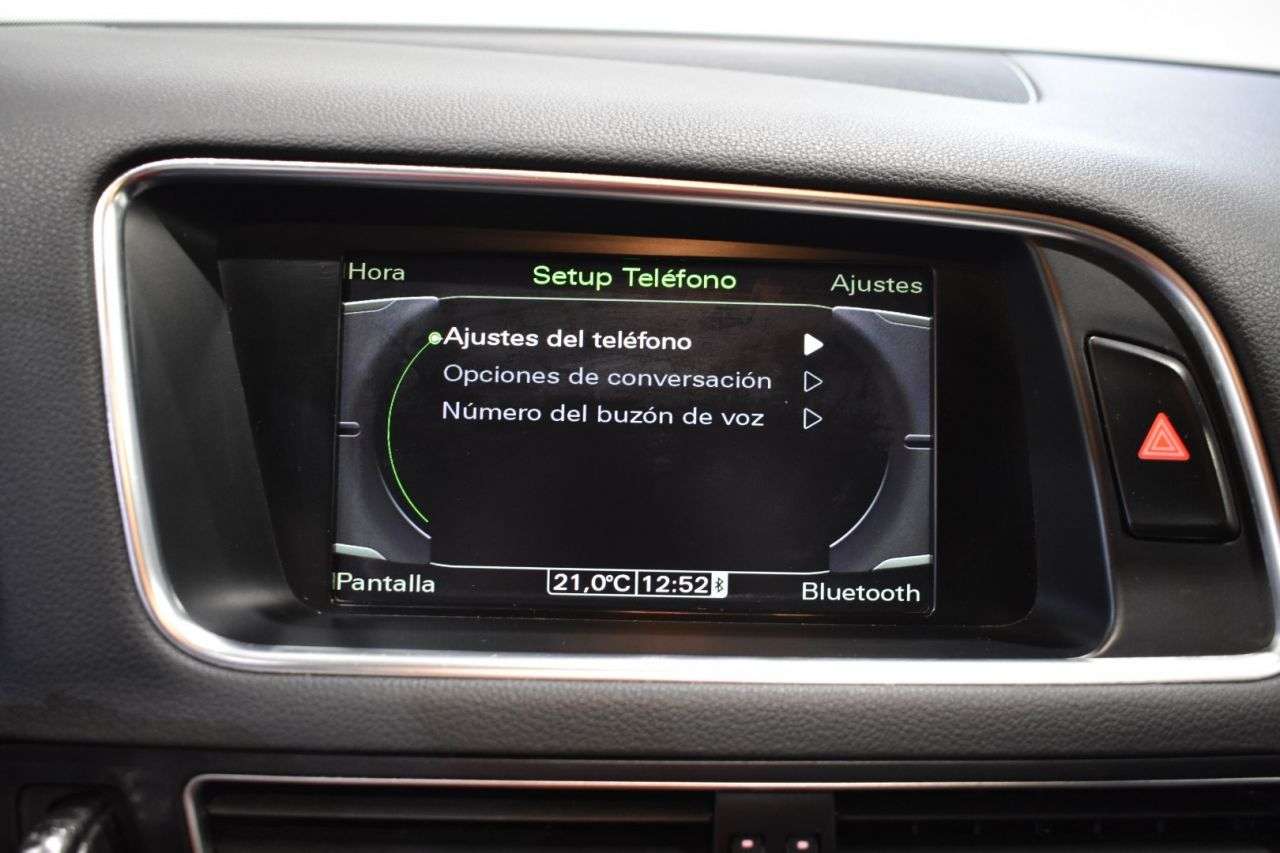 Hora
Setup Teléfono
Ajustes
Ajustes del teléfono
Opciones de conversación
Número del buzón de voz
Pantalla
21,0°C 12:52
Bluetooth